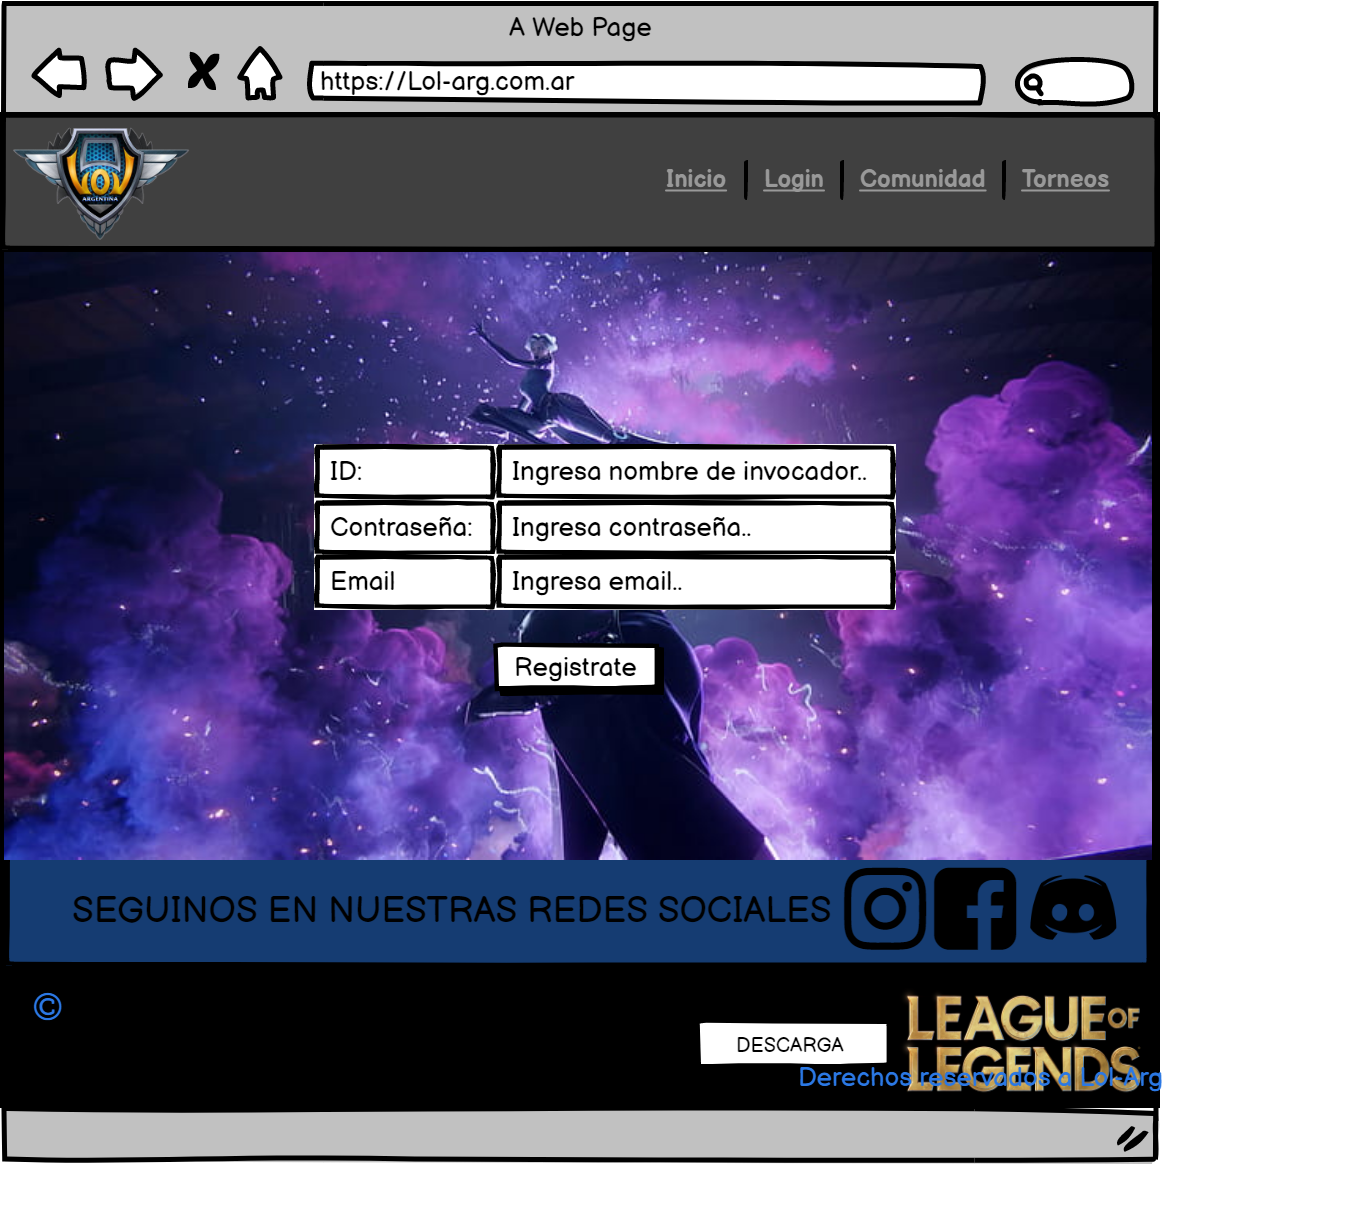 A Web Page
https://Lol-arg.com.ar
LOL
ARGENTINA
Inicio
Login
Comunidad
Torneos
ID:
Ingresa nombre de invocador..
Contraseña:
Ingresa contraseña..
Email
Ingresa email..
Registrate
SEGUINOS EN NUESTRAS REDES SOCIALES
©
LEAGUE OF
LEGENDS
DESCARGA
Derechos reservados a Lol-Arg